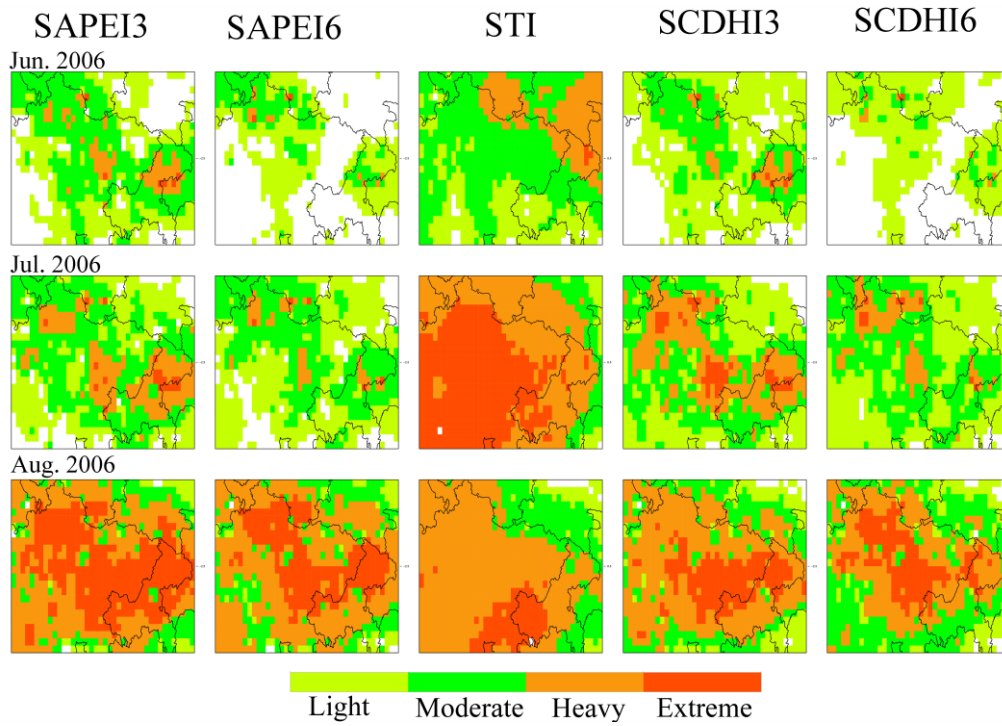 SAPEI3 SAPEI6 STI SCDHI3 SCDHI6
Jun. 2006
Jul. 2006
Aug. 2006
Light Moderate Heavy Extreme